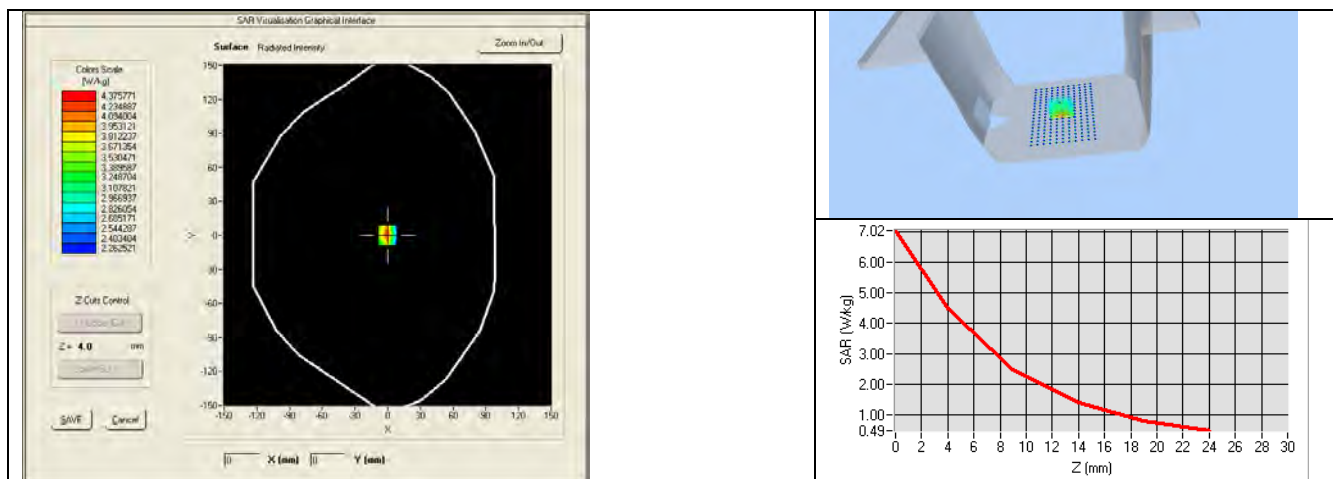 SAR Visualisation Graphical Interface
Surface Radiated Intensity
Zoom In/Out
Colors Scale
(W/kg)
4.375771
4.234887
4.094004
3.953121
3.812237
3.671354
3.530471
3.389587
3.248704
3.107821
2.966937
2.826054
2.685171
2.544287
2.403404
2.262521
150
120
90
60
30
0
30
-60
-90
-120
-150
Y
-150 -120 -90 -60 -30 0 30 60 90 120 150
X
Z Cuts Control
Z = 4.0 mm
SAVE Cancel
0 X (mm) 0 Y (mm)
7.02
6.00
5.00
4.00
3.00
2.00
1.00
0.49
SAR (W/kg)
0 2 4 6 8 10 12 14 16 18 20 22 24 26 28 30
Z (mm)